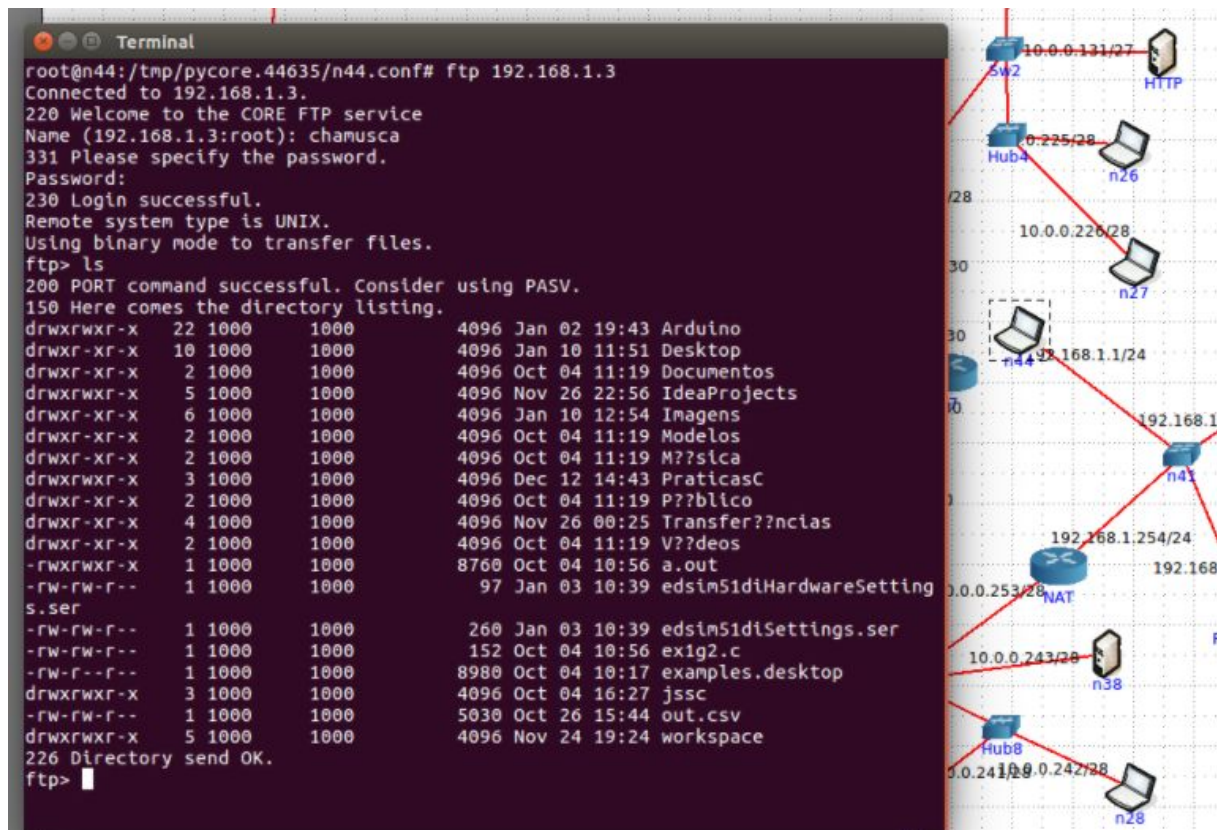 Terminal
root@n44:/tmp/pycore.44635/n44.conf# ftp 192.168.1.3
Connected to 192.168.1.3.
220 Welcome to the CORE FTP service
Name (192.168.1.3:root): chamusca
331 Please specify the password.
Password:
230 Login successful.
Remote system type is UNIX.
Using binary mode to transfer files.
ftp> ls
200 PORT command successful. Consider using PASV.
150 Here comes the directory listing.
drwxrwxr-x 22 1000 1000 4096 Jan 02 19:43 Arduino
drwxr-xr-x 10 1000 1000 4096 Jan 10 11:51 Desktop
drwxr-xr-x 2 1000 1000 4096 Oct 04 11:19 Documentos
drwxrwxr-x 5 1000 1000 4096 Nov 26 22:56 IdeaProjects
drwxr-xr-x 6 1000 1000 4096 Jan 10 12:54 Imagens
drwxr-xr-x 2 1000 1000 4096 Oct 04 11:19 Modelos
drwxr-xr-x 2 1000 1000 4096 Oct 04 11:19 M??sica
drwxrwxr-x 3 1000 1000 4096 Dec 12 14:43 PraticasC
drwxr-xr-x 2 1000 1000 4096 Oct 04 11:19 P??blico
drwxr-xr-x 4 1000 1000 4096 Nov 26 00:25 Transfer??ncias
drwxr-xr-x 2 1000 1000 4096 Oct 04 11:19 V??deos
-rwxrwxr-x 1 1000 1000 8760 Oct 04 10:56 a.out
-rw-rw-r-- 1 1000 1000 97 Jan 03 10:39 edsim51diHardwareSetting
s.ser
-rw-rw-r-- 1 1000 1000 260 Jan 03 10:39 edsim51diSettings.ser
-rw-rw-r-- 1 1000 1000 152 Oct 04 10:56 ex1g2.c
-rw-r--r-- 1 1000 1000 8980 Oct 04 10:17 examples.desktop
drwxrwxr-x 3 1000 1000 4096 Oct 04 16:27 jssc
-rw-rw-r-- 1 1000 1000 5030 Oct 26 15:44 out.csv
drwxrwxr-x 5 1000 1000 4096 Nov 24 19:24 workspace
226 Directory send OK.
ftp>
10.0.0.131/27
Sw2
HTTP
.0.225/28
Hub4
n26
/28
10.0.0.226/28
30
n27
30
.168.1.1/24
n44
192.168.1
n41
192.168.1.254/24
192.168
0.0.253/28
NAT
10.0.0.243/28
n38
Hub8
0.0.241/28
0.0.242/28
n28